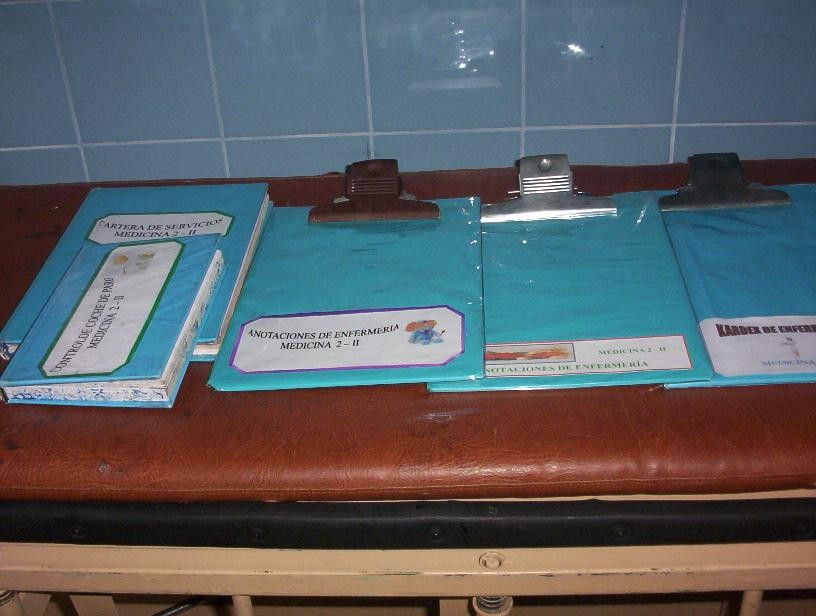 CARTERA DE SERVICIOS
MEDICINA 2 - II
CONTROL DE COCHE DE PARO
MEDICINA 2 - II
ANOTACIONES DE ENFERMERIA
MEDICINA 2 - II
MEDICINA 2 - II
NOTACIONES DE ENFERMERÍA
KARDEX DE ENFER
MEDICINA